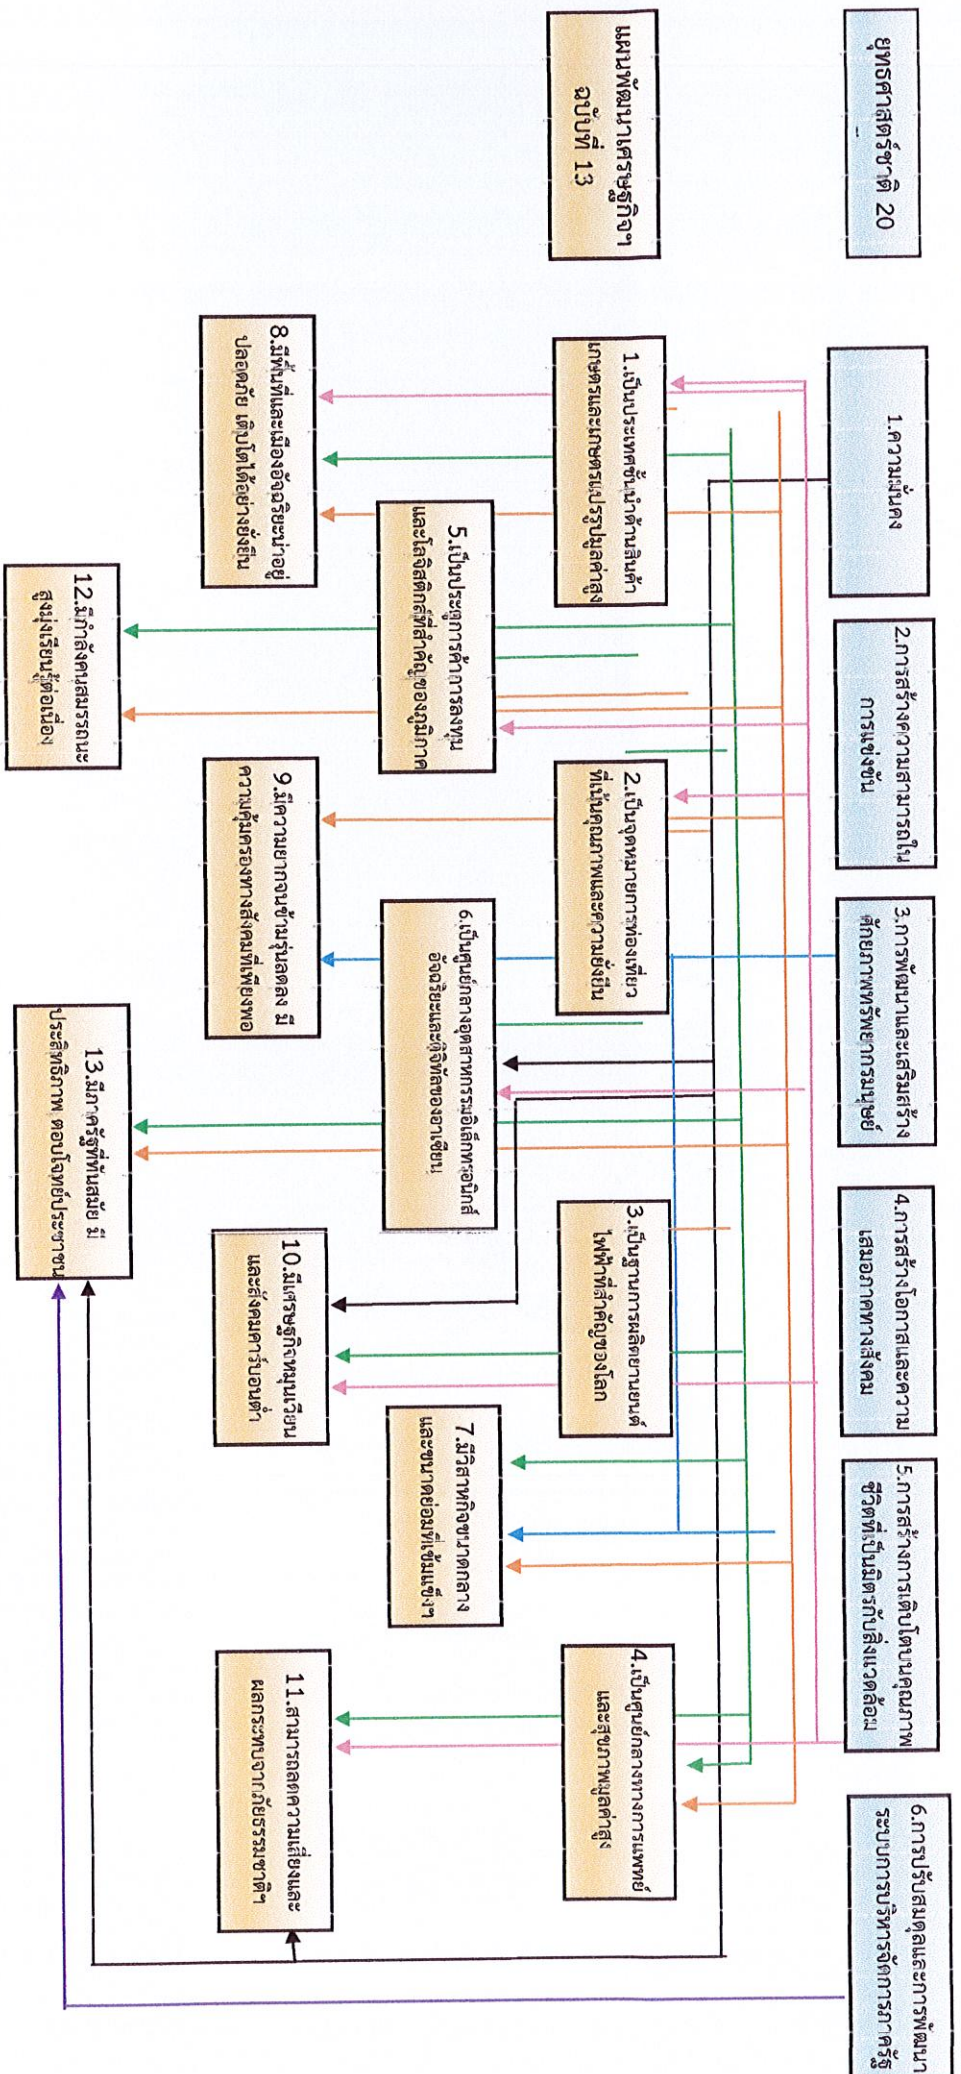 ยุทธศาสตร์ชาติ 20
1.ความมั่นคง
2.การสร้างความสามารถใน
การแข่งขัน
3.การพัฒนาและเสริมสร้าง
ศักยภาพทรัพยากรมนุษย์
4.การสร้างโอกาสและความ
เสมอภาคทางสังคม
5.การสร้างการเติบโตบนคุณภาพ
ชีวิตที่เป็นมิตรกับสิ่งแวดล้อม
6.การปรับสมดุลและการพัฒนา
ระบบการบริหารจัดการภาครัฐ
แผนพัฒนาเศรษฐกิจฯ
ฉบับที่ 13
1.เป็นประเทศชั้นนำด้านสินค้า
เกษตรและเกษตรแปรรูปมูลค่าสูง
2.เป็นจุดหมายการท่องเที่ยว
ที่เน้นคุณภาพและความยั่งยืน
3.เป็นฐานการผลิตยานยนต์
ไฟฟ้าที่สำคัญของโลก
4.เป็นศูนย์กลางทางการแพทย์
และสุขภาพมูลค่าสูง
5.เป็นประตูการค้าการลงทุน
และโลจิสติกส์ที่สำคัญของภูมิภาค
6.เป็นศูนย์กลางอุตสาหกรรมอิเล็กทรอนิกส์
อัจฉริยะและดิจิทัลของอาเซียน
7.มีวิสาหกิจขนาดกลาง
และขนาดย่อมที่เข้มแข็งฯ
8.มีพื้นที่และเมืองอัจฉริยะน่าอยู่
ปลอดภัย เติบโตได้อย่างยั่งยืน
9.มีความยากจนข้ามรุ่นลดลง มี
ความคุ้มครองทางสังคมที่เพียงพอ
10.มีเศรษฐกิจหมุนเวียน
และสังคมคาร์บอนต่ำ
11.สามารถลดความเสี่ยงและ
ผลกระทบจากภัยธรรมชาติฯ
12.มีกำลังคนสมรรถนะ
สูงมุ่งเรียนรู้ต่อเนื่อง
13.มีภาครัฐที่ทันสมัย มี
ประสิทธิภาพ ตอบโจทย์ประชาชน